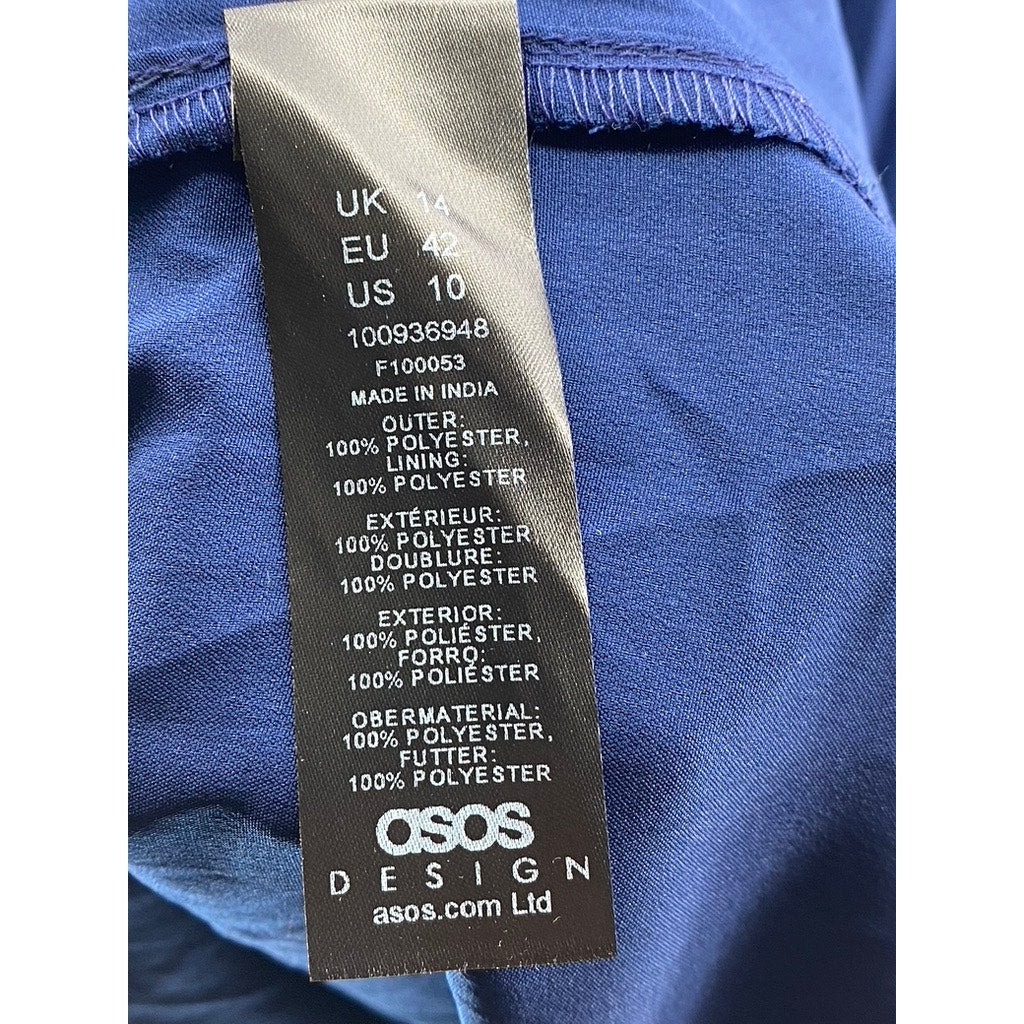 UK 14
EU 42
US 10
100936948
F100053
MADE IN INDIA
OUTER:
100% POLYESTER,
LINING:
100% POLYESTER
EXTÉRIEUR:
100% POLYESTER
DOUBLURE:
100% POLYESTER
EXTERIOR:
100% POLIÉSTER,
FORRO:
100% POLIÉSTER
OBERMATERIAL:
100% POLYESTER,
FUTTER:
100% POLYESTER
asos
DESIGN
asos.com Ltd